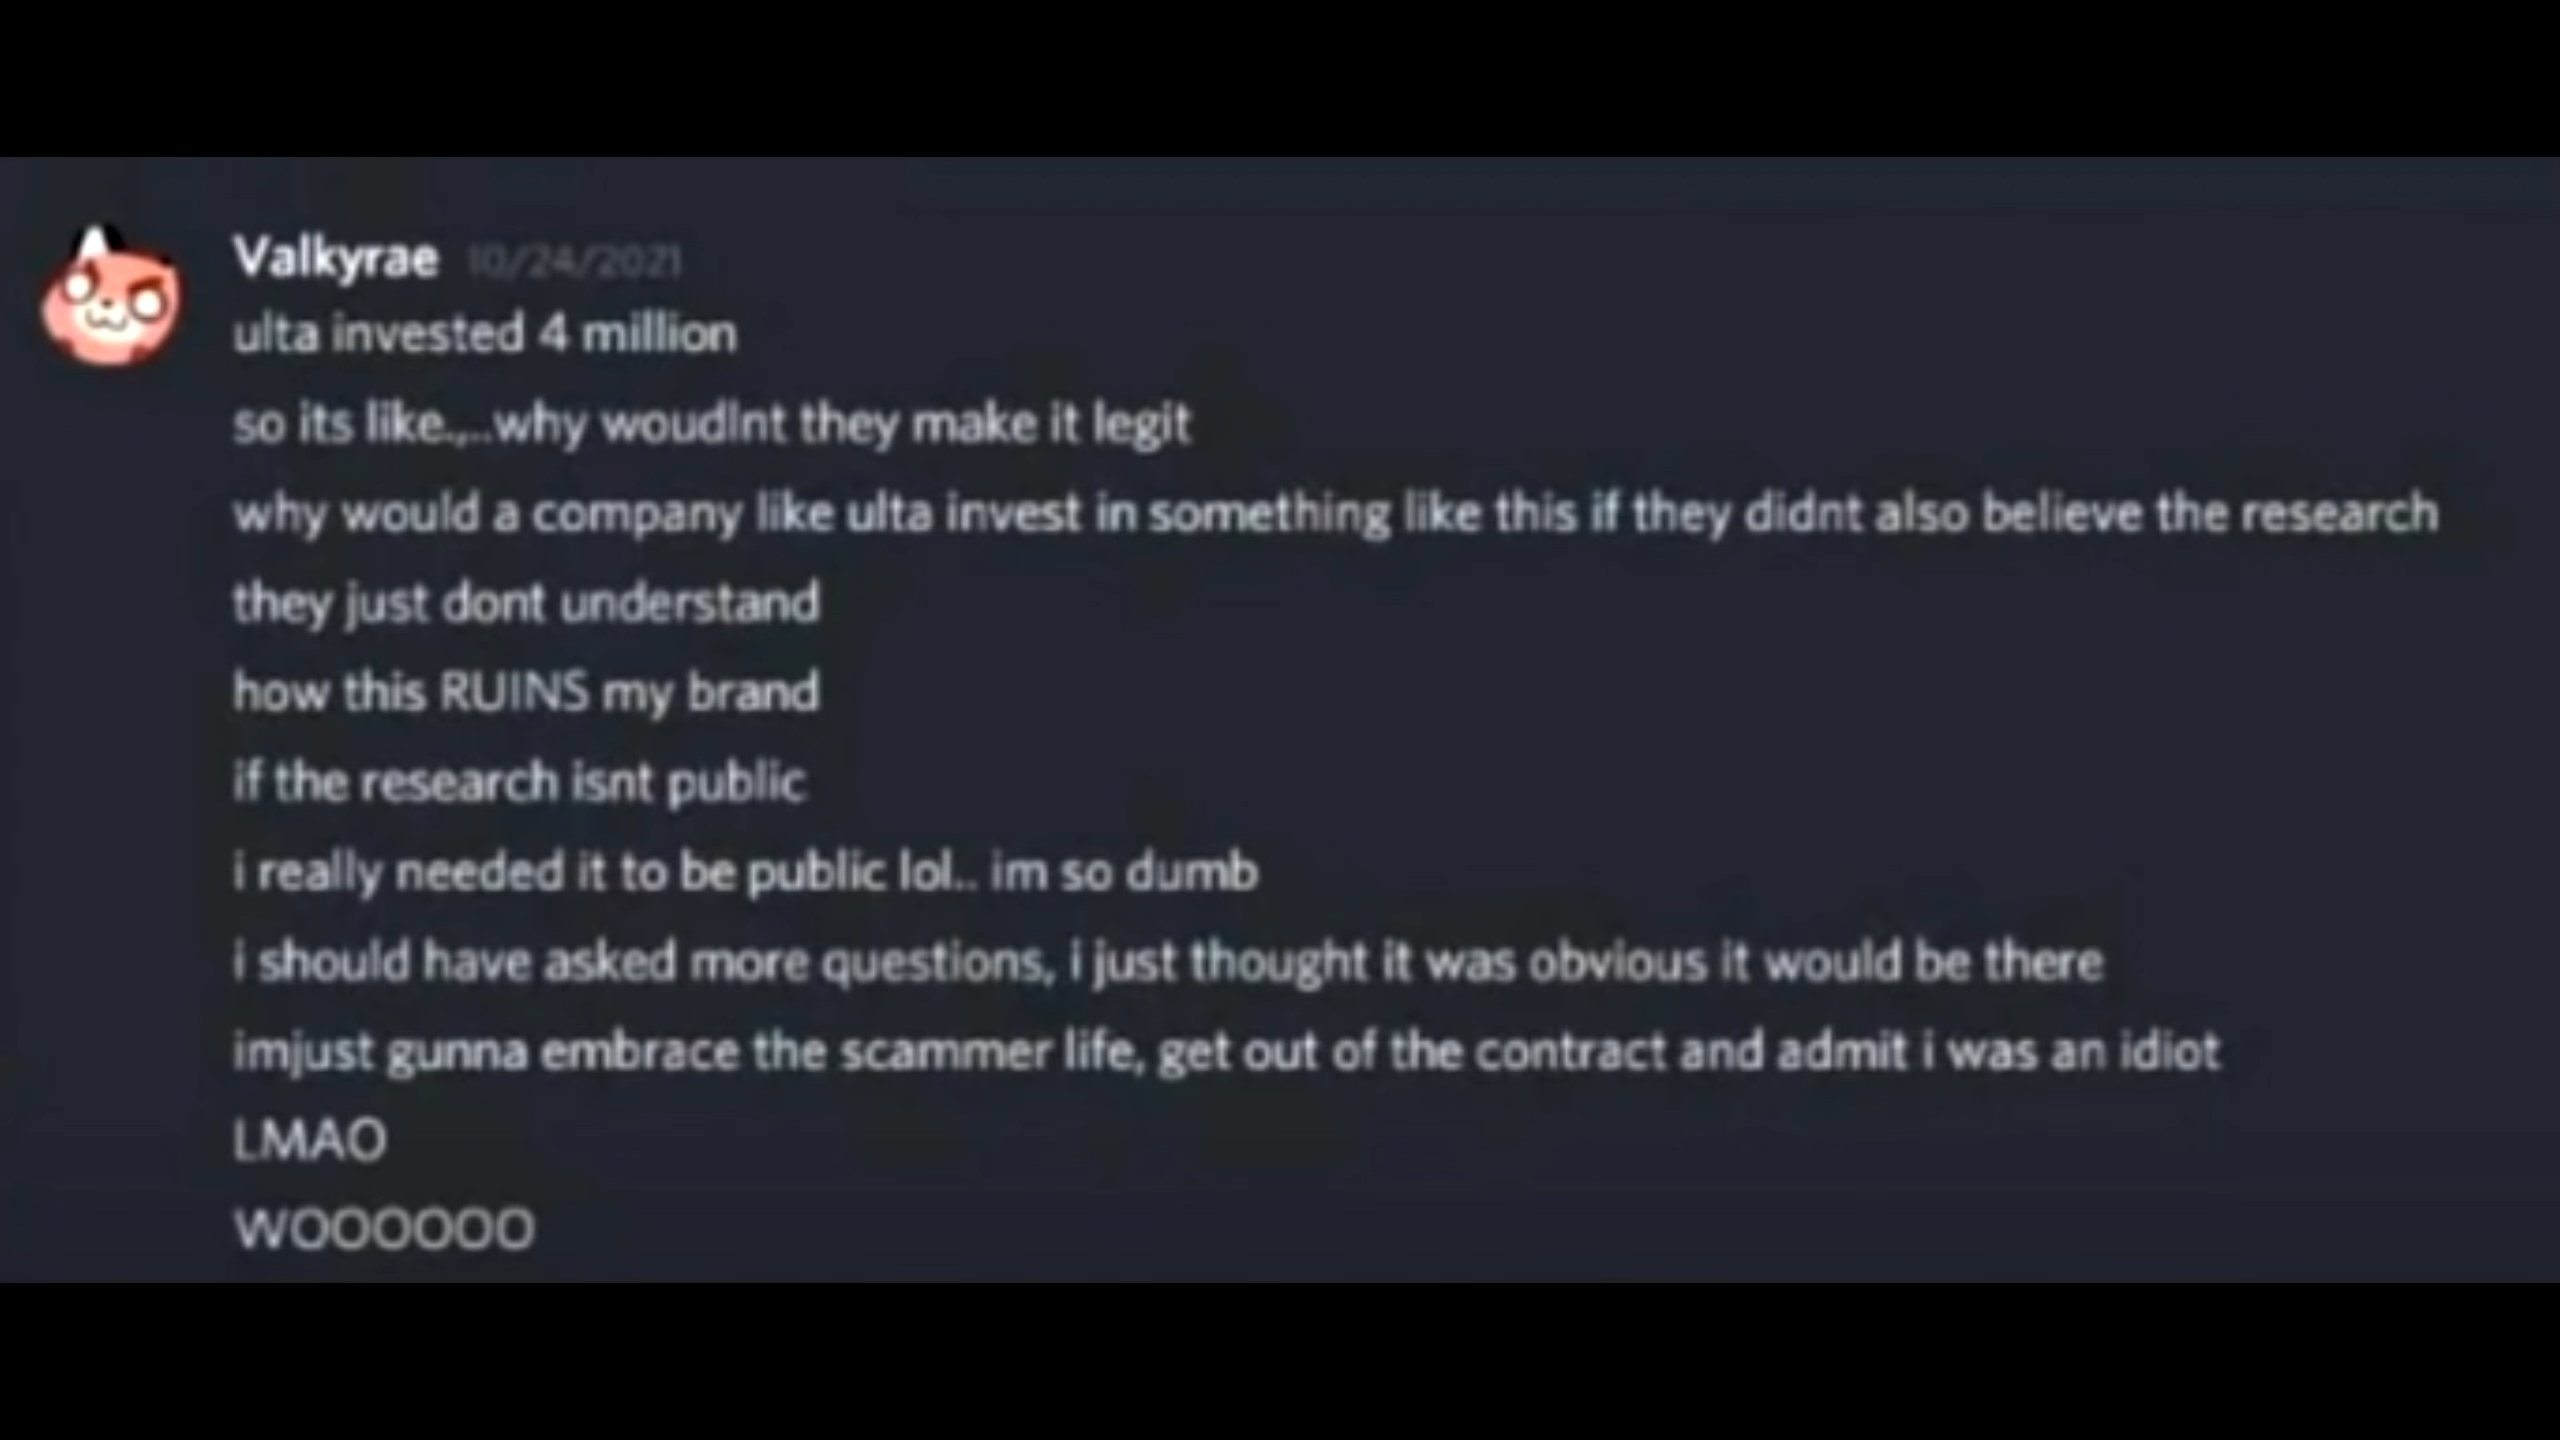 Valkyrae 10/24/2021
ulta invested 4 million
so its like.,..why woudlnt they make it legit
why would a company like ulta invest in something like this if they didnt also believe the research
they just dont understand
how this RUINS my brand
if the research isnt public
i really needed it to be public lol.. im so dumb
i should have asked more questions, i just thought it was obvious it would be there
imjust gunna embrace the scammer life, get out of the contract and admit i was an idiot
LMAO
WOOOOOO